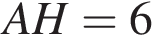 AH = 6